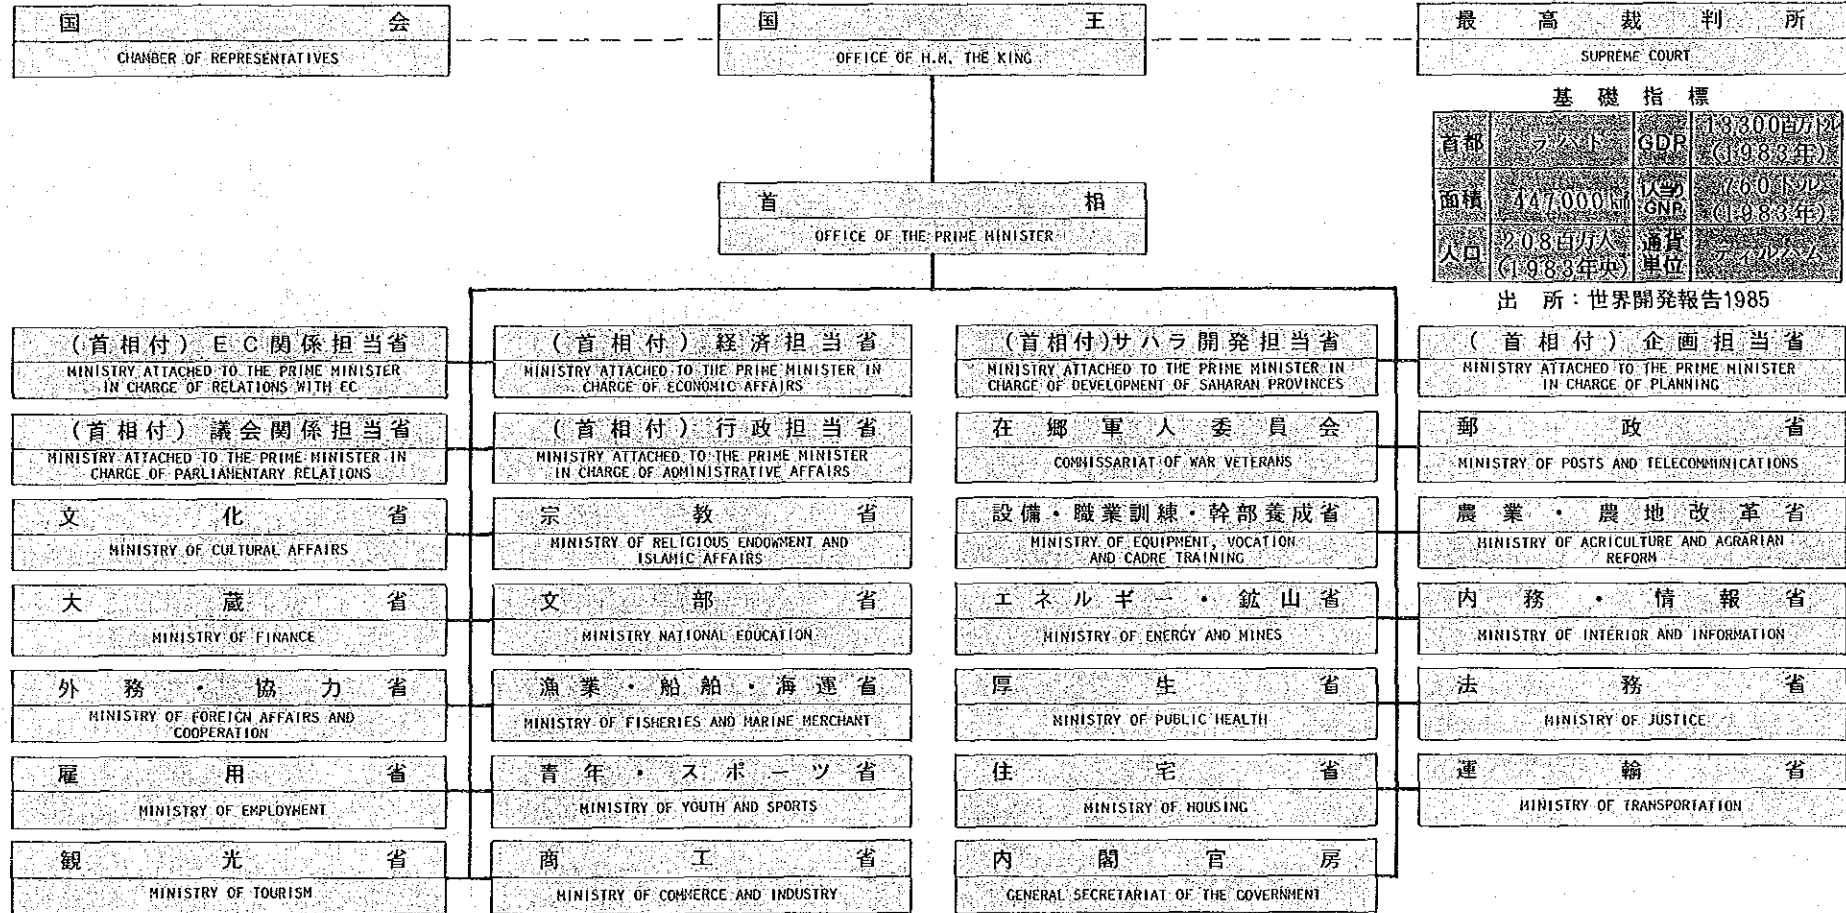 国会
CHAMBER OF REPRESENTATIVES
国王
OFFICE OF H.M. THE KING
最高裁判所
SUPREME COURT
基礎指標
首都 ラバト GDP 13,300百万ドル (1983年)
面積 447,000㎢ 1人当り GNP 760ドル (1983年)
人口 20.8百万人 (1983年央) 通貨単位 ディルハム
出所：世界開発報告1985
首相
OFFICE OF THE PRIME MINISTER
(首相付) EC関係担当省
MINISTRY ATTACHED TO THE PRIME MINISTER
IN CHARGE OF RELATIONS WITH EC
(首相付) 経済担当省
MINISTRY ATTACHED TO THE PRIME MINISTER IN
CHARGE OF ECONOMIC AFFAIRS
(首相付)サハラ開発担当省
MINISTRY ATTACHED TO THE PRIME MINISTER IN
CHARGE OF DEVELOPMENT OF SAHARAN PROVINCES
(首相付) 企画担当省
MINISTRY ATTACHED TO THE PRIME MINISTER
IN CHARGE OF PLANNING
(首相付) 議会関係担当省
MINISTRY ATTACHED TO THE PRIME MINISTER IN
CHARGE OF PARLIAMENTARY RELATIONS
(首相付) 行政担当省
MINISTRY ATTACHED TO THE PRIME MINISTER
IN CHARGE OF ADMINISTRATIVE AFFAIRS
在郷軍人委員会
COMMISSARIAT OF WAR VETERANS
郵政省
MINISTRY OF POSTS AND TELECOMMUNICATIONS
文化省
MINISTRY OF CULTURAL AFFAIRS
宗教省
MINISTRY OF RELIGIOUS ENDOWMENT AND
ISLAMIC AFFAIRS
設備・職業訓練・幹部養成省
MINISTRY OF EQUIPMENT, VOCATION
AND CADRE TRAINING
農業・農地改革省
MINISTRY OF AGRICULTURE AND AGRARIAN
REFORM
大蔵省
MINISTRY OF FINANCE
文部省
MINISTRY NATIONAL EDUCATION
エネルギー・鉱山省
MINISTRY OF ENERGY AND MINES
内務・情報省
MINISTRY OF INTERIOR AND INFORMATION
外務・協力省
MINISTRY OF FOREIGN AFFAIRS AND
COOPERATION
漁業・船舶・海運省
MINISTRY OF FISHERIES AND MARINE MERCHANT
厚生省
MINISTRY OF PUBLIC HEALTH
法務省
MINISTRY OF JUSTICE
雇用省
MINISTRY OF EMPLOYMENT
青年・スポーツ省
MINISTRY OF YOUTH AND SPORTS
住宅省
MINISTRY OF HOUSING
運輸省
MINISTRY OF TRANSPORTATION
観光省
MINISTRY OF TOURISM
商工省
MINISTRY OF COMMERCE AND INDUSTRY
内閣官房
GENERAL SECRETARIAT OF THE GOVERNMENT